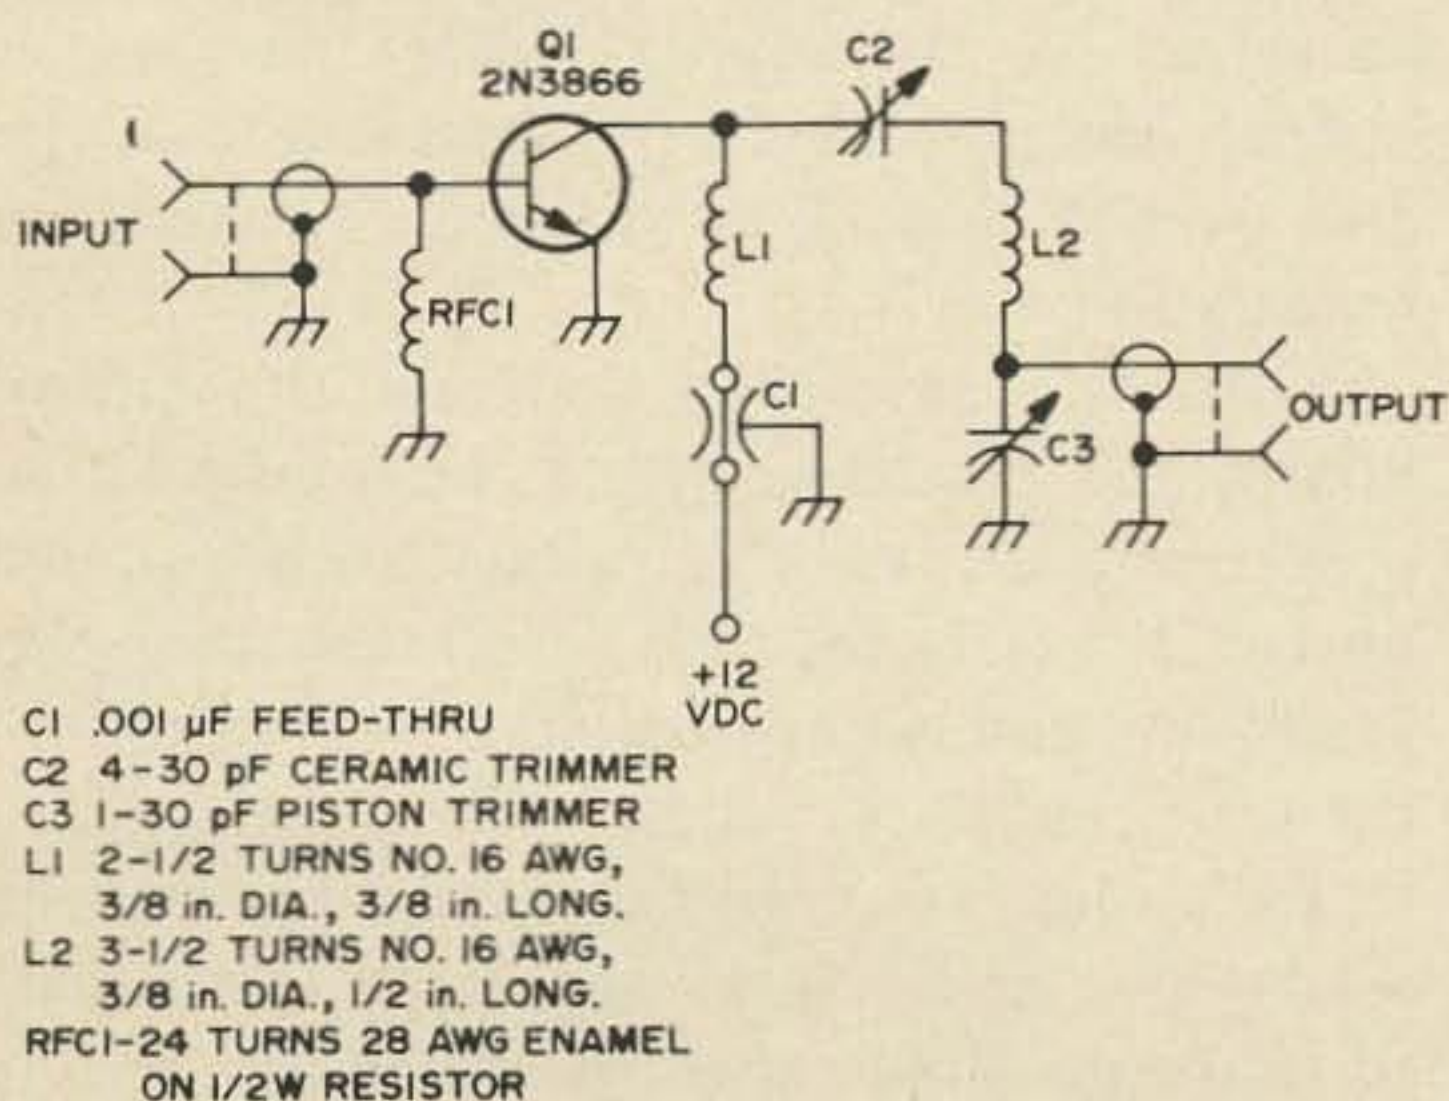 Q1
2N3866
C2
INPUT
RFC1
L1
L2
C1
C3
OUTPUT
+12
VDC
C1 .001 µF FEED-THRU
C2 4-30 pF CERAMIC TRIMMER
C3 1-30 pF PISTON TRIMMER
L1 2-1/2 TURNS NO. 16 AWG,
3/8 in. DIA., 3/8 in. LONG.
L2 3-1/2 TURNS NO. 16 AWG,
3/8 in. DIA., 1/2 in. LONG.
RFC1-24 TURNS 28 AWG ENAMEL
ON 1/2W RESISTOR